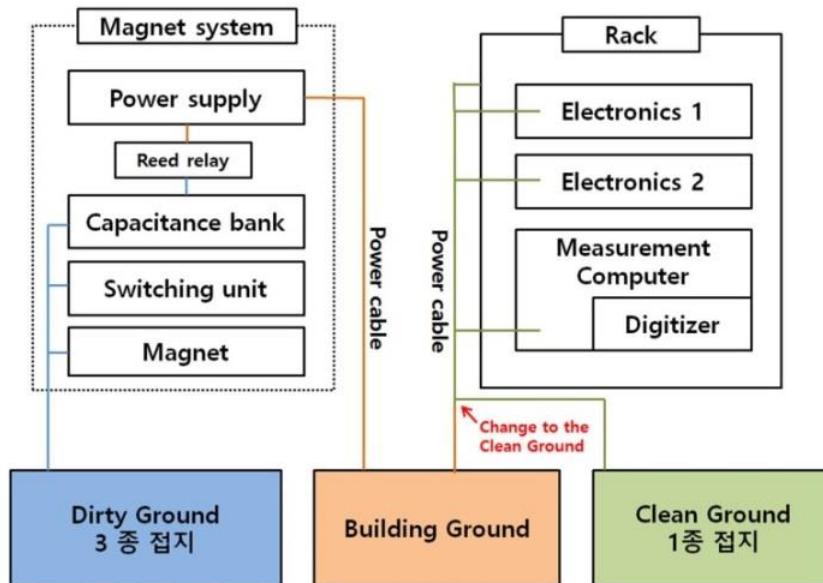 Magnet system
Power supply
Reed relay
Capacitance bank
Switching unit
Magnet
Power cable
Rack
Electronics 1
Electronics 2
Measurement
Computer
Digitizer
Power cable
Change to the
Clean Ground
Dirty Ground
3 종 접지
Building Ground
Clean Ground
1종 접지